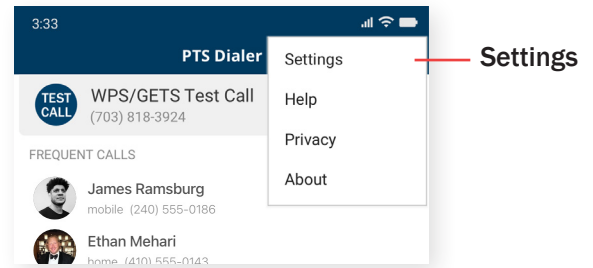 3:33
PTS Dialer
Settings
Help
Privacy
About
Settings
TEST
CALL
WPS/GETS Test Call
(703) 818-3924
FREQUENT CALLS
James Ramsburg
mobile (240) 555-0186
Ethan Mehari
home (410) 555-0143